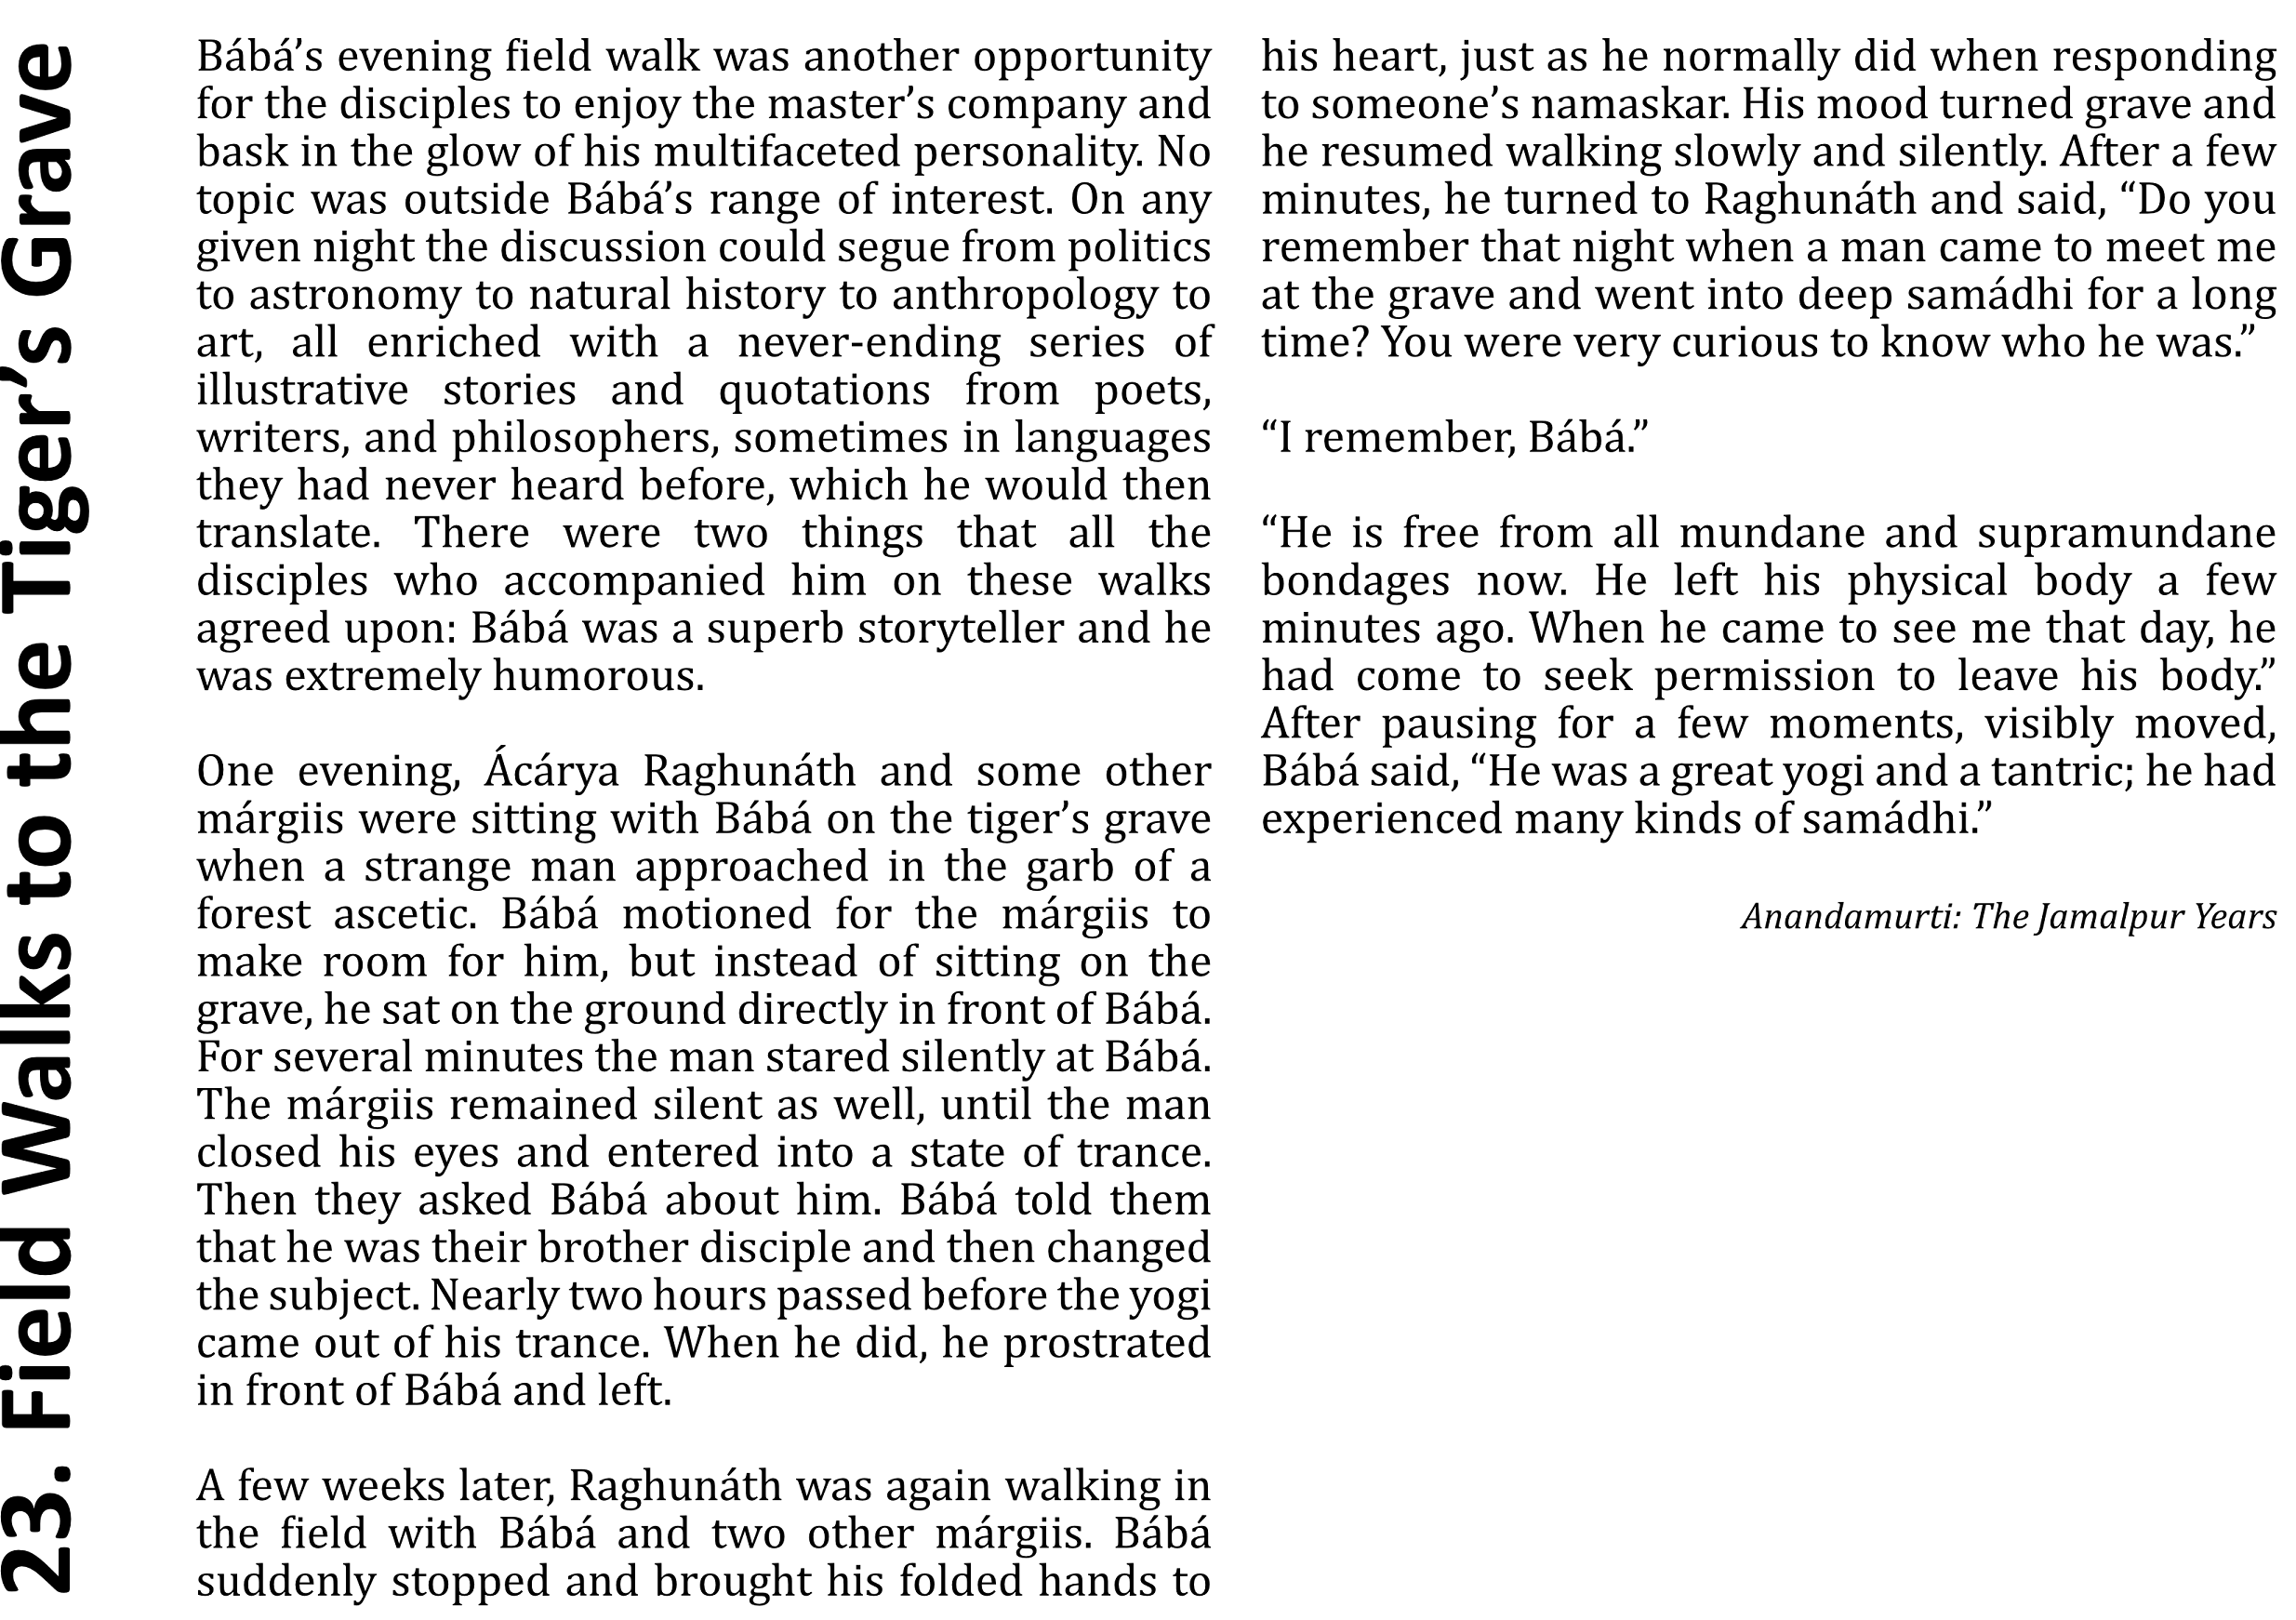 23. Field Walks to the Tiger’s Grave
Bábá’s evening field walk was another opportunity
for the disciples to enjoy the master’s company and
bask in the glow of his multifaceted personality. No
topic was outside Bábá’s range of interest. On any
given night the discussion could segue from politics
to astronomy to natural history to anthropology to
art, all enriched with a never-ending series of
illustrative stories and quotations from poets,
writers, and philosophers, sometimes in languages
they had never heard before, which he would then
translate. There were two things that all the
disciples who accompanied him on these walks
agreed upon: Bábá was a superb storyteller and he
was extremely humorous.
One evening, Ácárya Raghunáth and some other
márgiis were sitting with Bábá on the tiger’s grave
when a strange man approached in the garb of a
forest ascetic. Bábá motioned for the márgiis to
make room for him, but instead of sitting on the
grave, he sat on the ground directly in front of Bábá.
For several minutes the man stared silently at Bábá.
The márgiis remained silent as well, until the man
closed his eyes and entered into a state of trance.
Then they asked Bábá about him. Bábá told them
that he was their brother disciple and then changed
the subject. Nearly two hours passed before the yogi
came out of his trance. When he did, he prostrated
in front of Bábá and left.
A few weeks later, Raghunáth was again walking in
the field with Bábá and two other márgiis. Bábá
suddenly stopped and brought his folded hands to
his heart, just as he normally did when responding
to someone’s namaskar. His mood turned grave and
he resumed walking slowly and silently. After a few
minutes, he turned to Raghunáth and said, “Do you
remember that night when a man came to meet me
at the grave and went into deep samádhi for a long
time? You were very curious to know who he was.”
“I remember, Bábá.”
“He is free from all mundane and supramundane
bondages now. He left his physical body a few
minutes ago. When he came to see me that day, he
had come to seek permission to leave his body.”
After pausing for a few moments, visibly moved,
Bábá said, “He was a great yogi and a tantric; he had
experienced many kinds of samádhi.”
Anandamurti: The Jamalpur Years